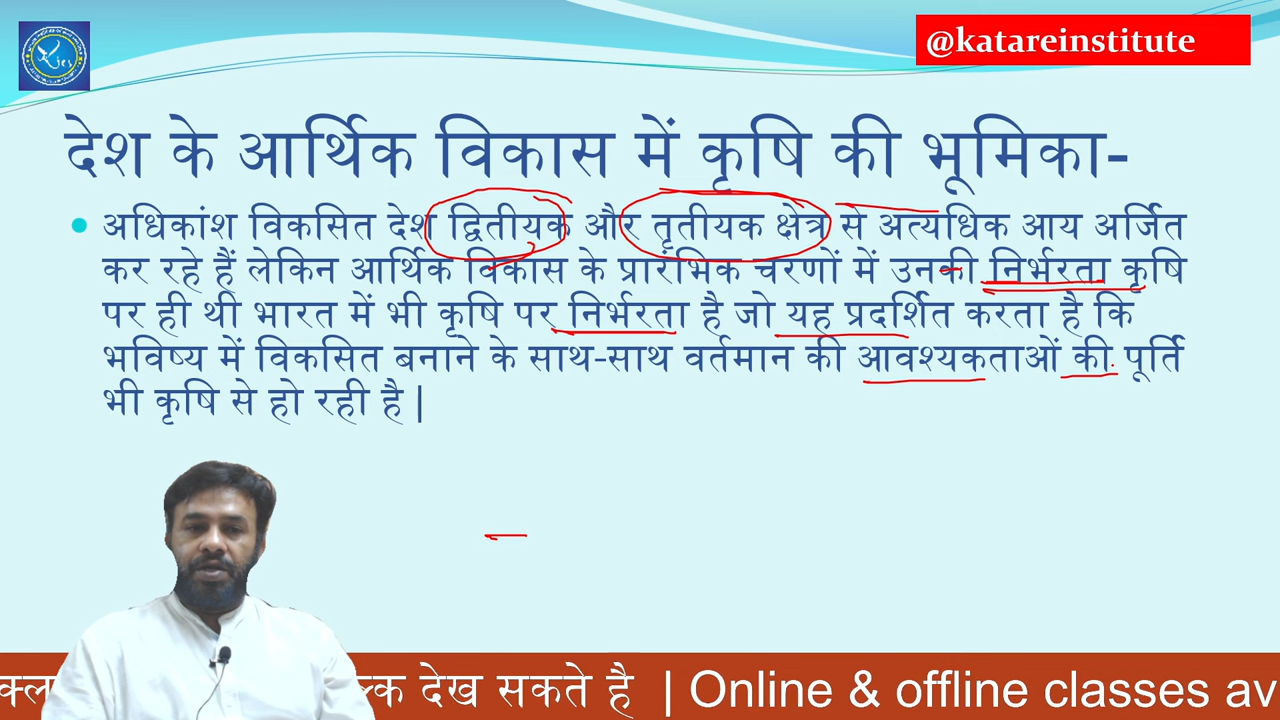 @katareinstitute
देश के आर्थिक विकास में कृषि की भूमिका-
अधिकांश विकसित देश द्वितीयक और तृतीयक क्षेत्र से अत्यधिक आय अर्जित
कर रहे हैं लेकिन आर्थिक विकास के प्रारंभिक चरणों में उनकी निर्भरता कृषि
पर ही थी भारत में भी कृषि पर निर्भरता है जो यह प्रदर्शित करता है कि
भविष्य में विकसित बनाने के साथ-साथ वर्तमान की आवश्यकताओं की पूर्ति
भी कृषि से हो रही है |
देख सकते है | Online & offline classes av